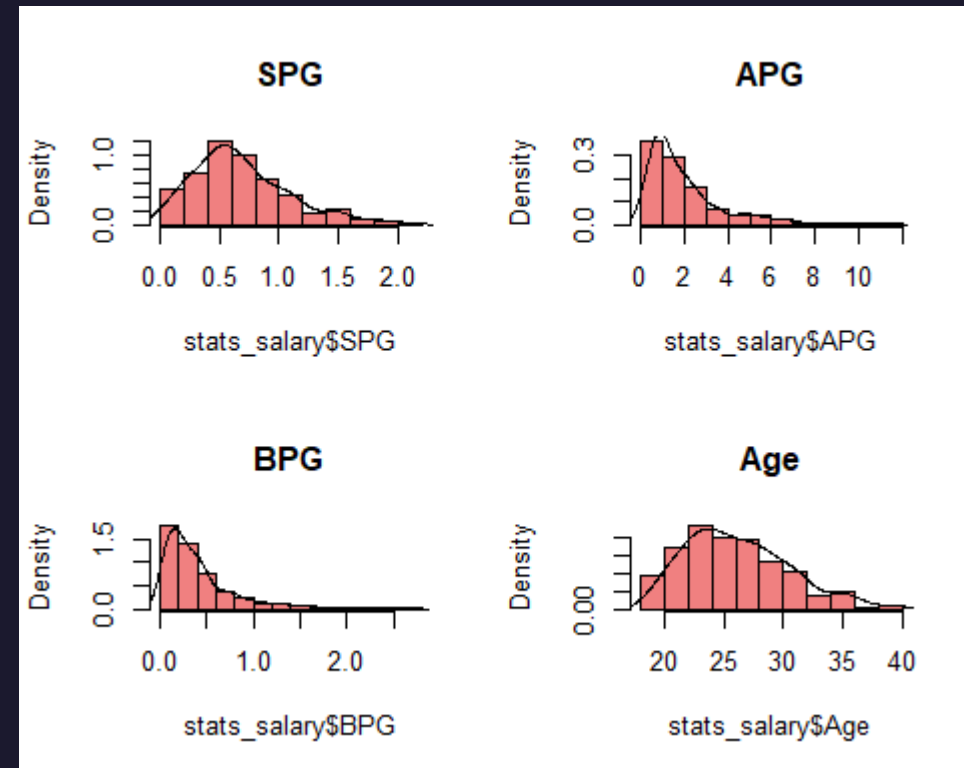 SPG
Density
0.0 1.0
0.0 0.5 1.0 1.5 2.0
stats_salary$SPG
APG
Density
0.0 0.3
0 2 4 6 8 10
stats_salary$APG
BPG
Density
0.0 1.5
0.0 1.0 2.0
stats_salary$BPG
Age
Density
0.00
20 25 30 35 40
stats_salary$Age